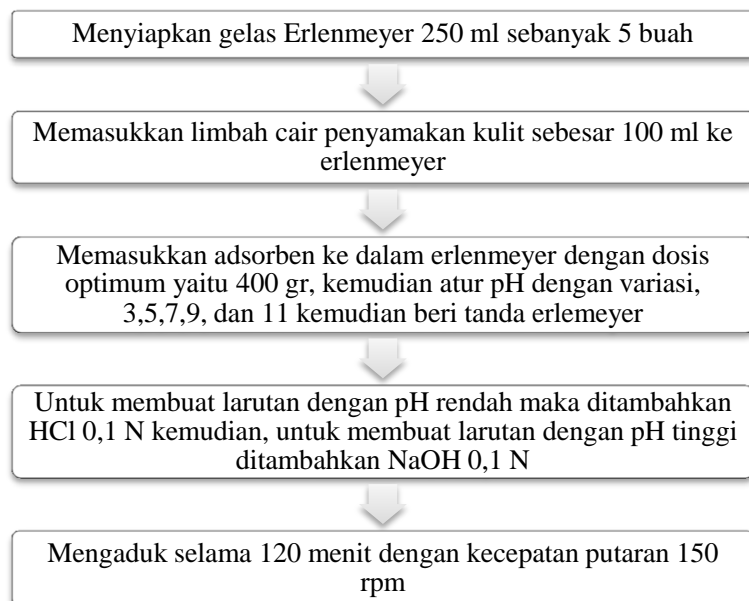 Menyiapkan gelas Erlenmeyer 250 ml sebanyak 5 buah
Memasukkan limbah cair penyamakan kulit sebesar 100 ml ke
erlenmeyer
Memasukkan adsorben ke dalam erlenmeyer dengan dosis
optimum yaitu 400 gr, kemudian atur pH dengan variasi,
3,5,7,9, dan 11 kemudian beri tanda erlemeyer
Untuk membuat larutan dengan pH rendah maka ditambahkan
HCl 0,1 N kemudian, untuk membuat larutan dengan pH tinggi
ditambahkan NaOH 0,1 N
Mengaduk selama 120 menit dengan kecepatan putaran 150
rpm